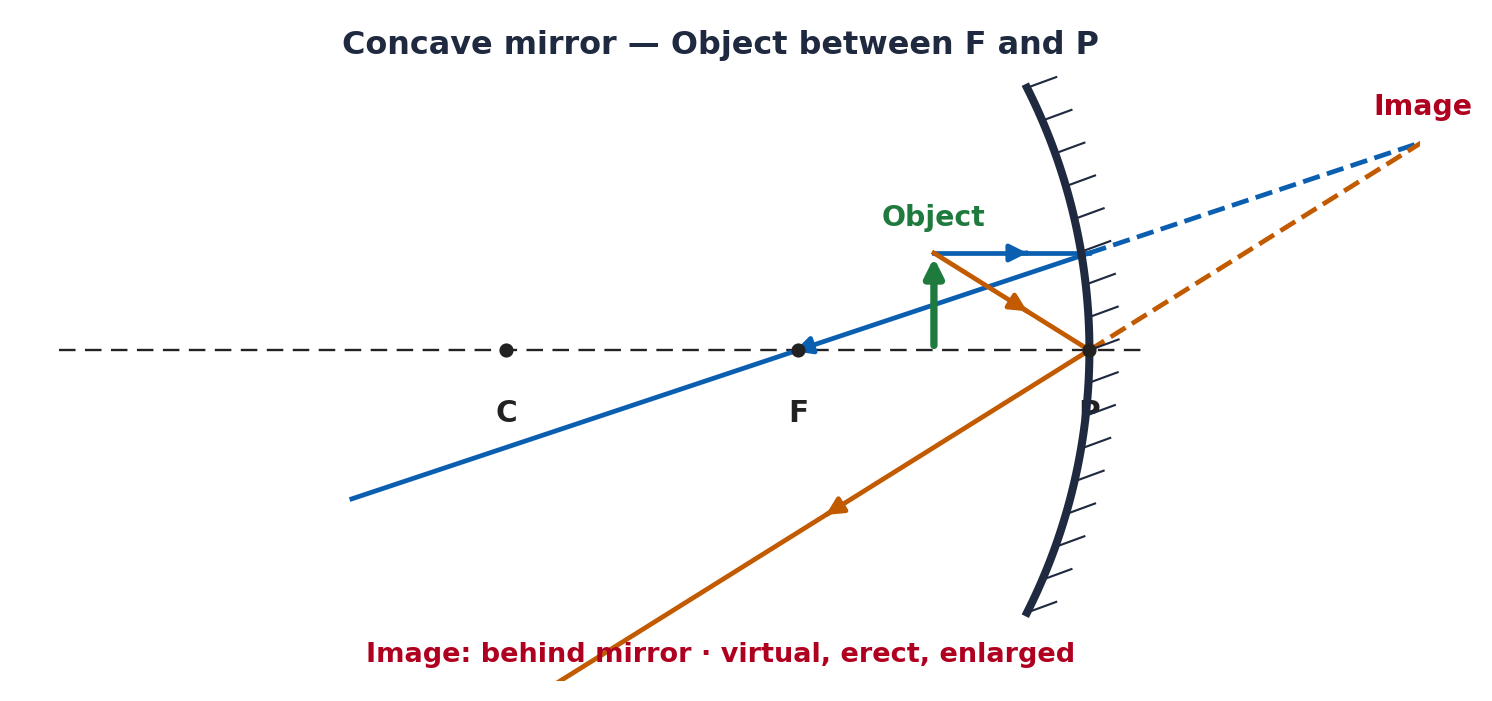 Concave mirror — Object between F and P
Image
Object
C
F
P
Image: behind mirror · virtual, erect, enlarged